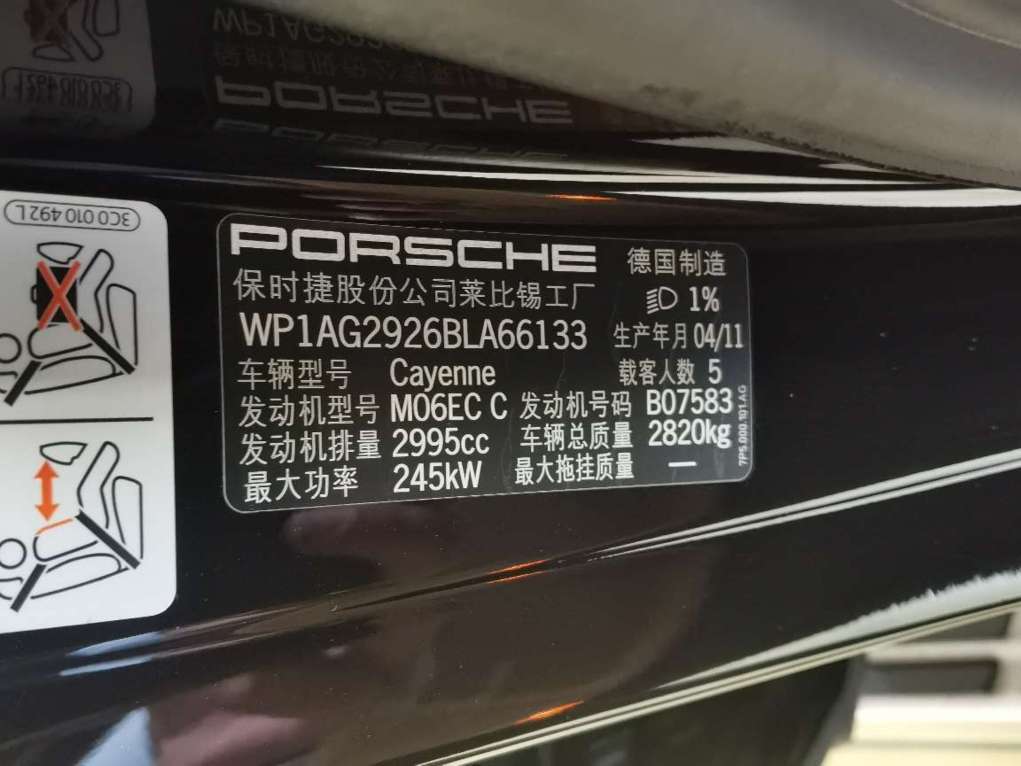 3C0 010 492 L
PORSCHE 德国制造
保时捷股份公司莱比锡工厂 1%
WP1AG2926BLA66133 生产年月 04/11
车辆型号 Cayenne 载客人数 5
发动机型号 M06EC C 发动机号码 B07583
发动机排量 2995cc 车辆总质量 2820kg
最大功率 245kW 最大拖挂质量 —
7P5.000.101.AG